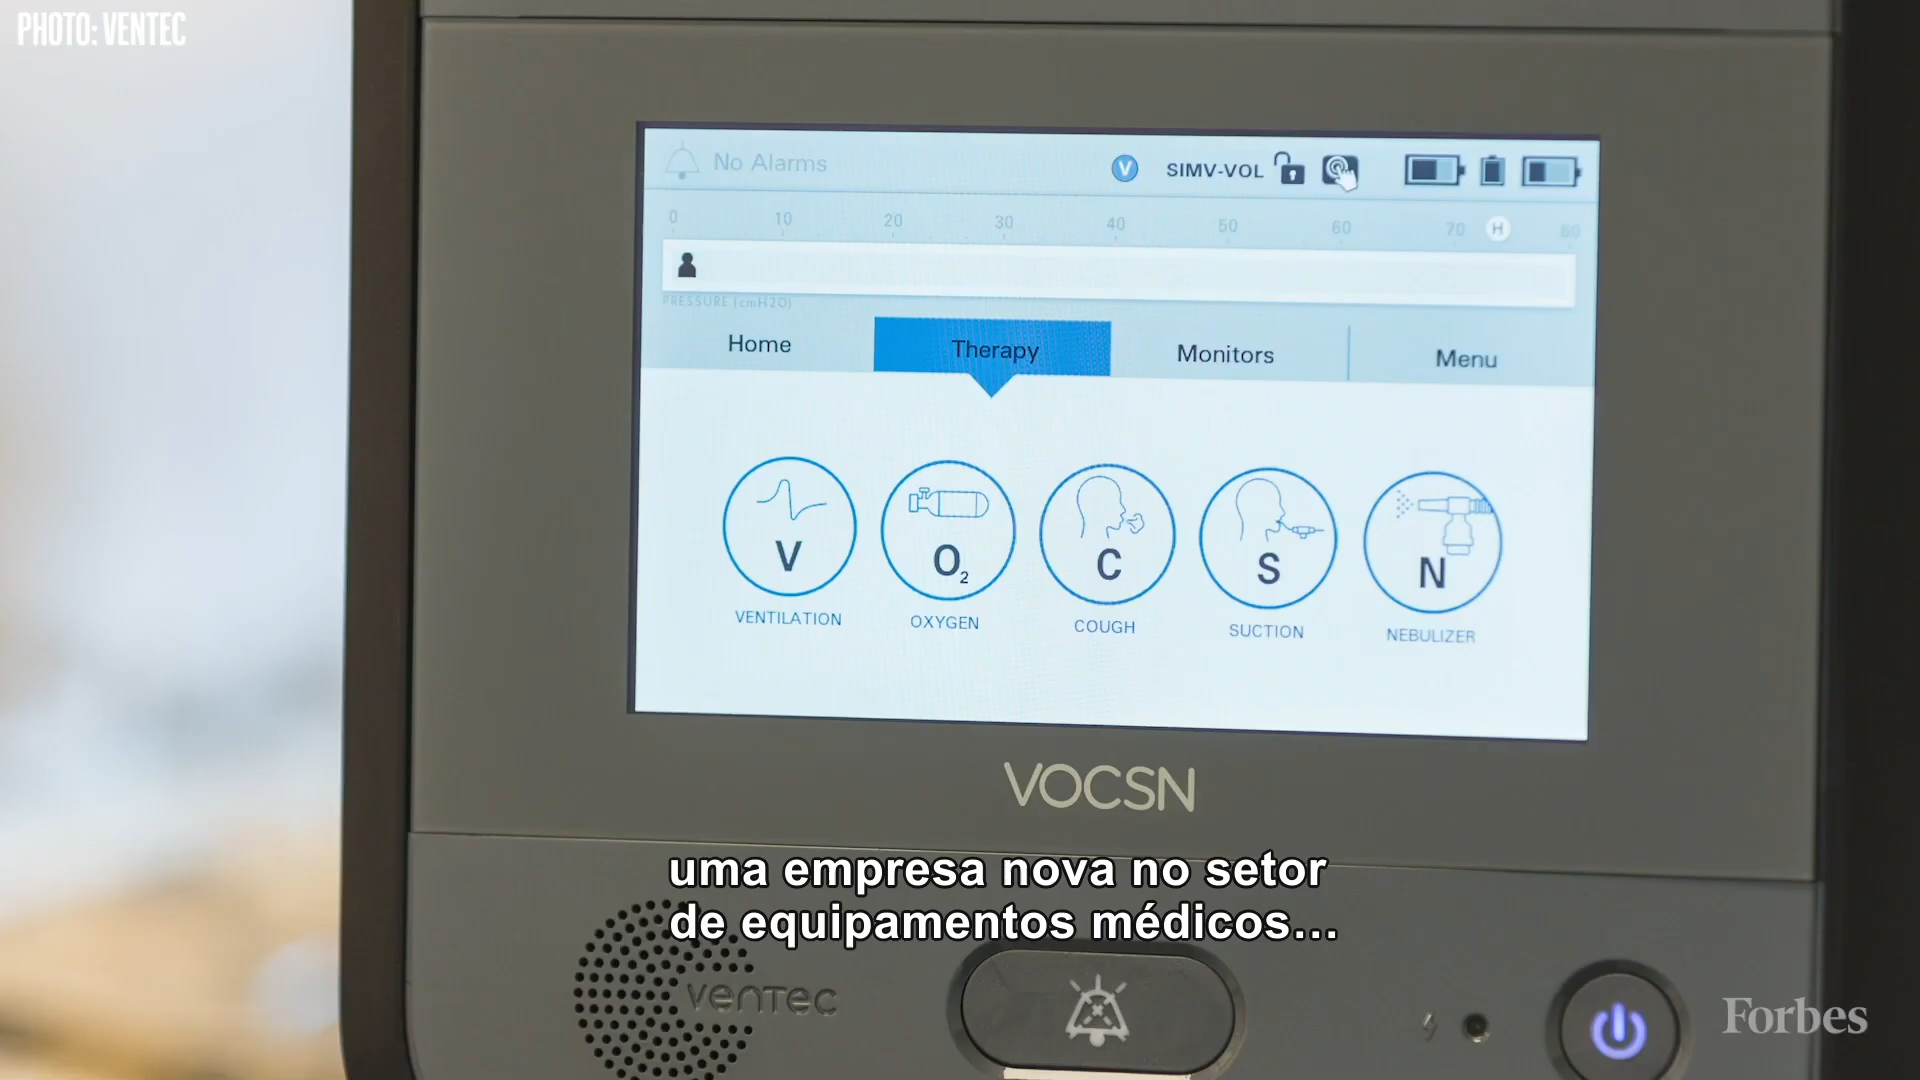 PHOTO: VENTEC
No Alarms
V SIMV-VOL
0 10 20 30 40 50 60 70 H 80
PRESSURE (cmH2O)
Home Therapy Monitors Menu
V O2 C S N
VENTILATION OXYGEN COUGH SUCTION NEBULIZER
VOCSN
uma empresa nova no setor
de equipamentos médicos...
ventec
Forbes